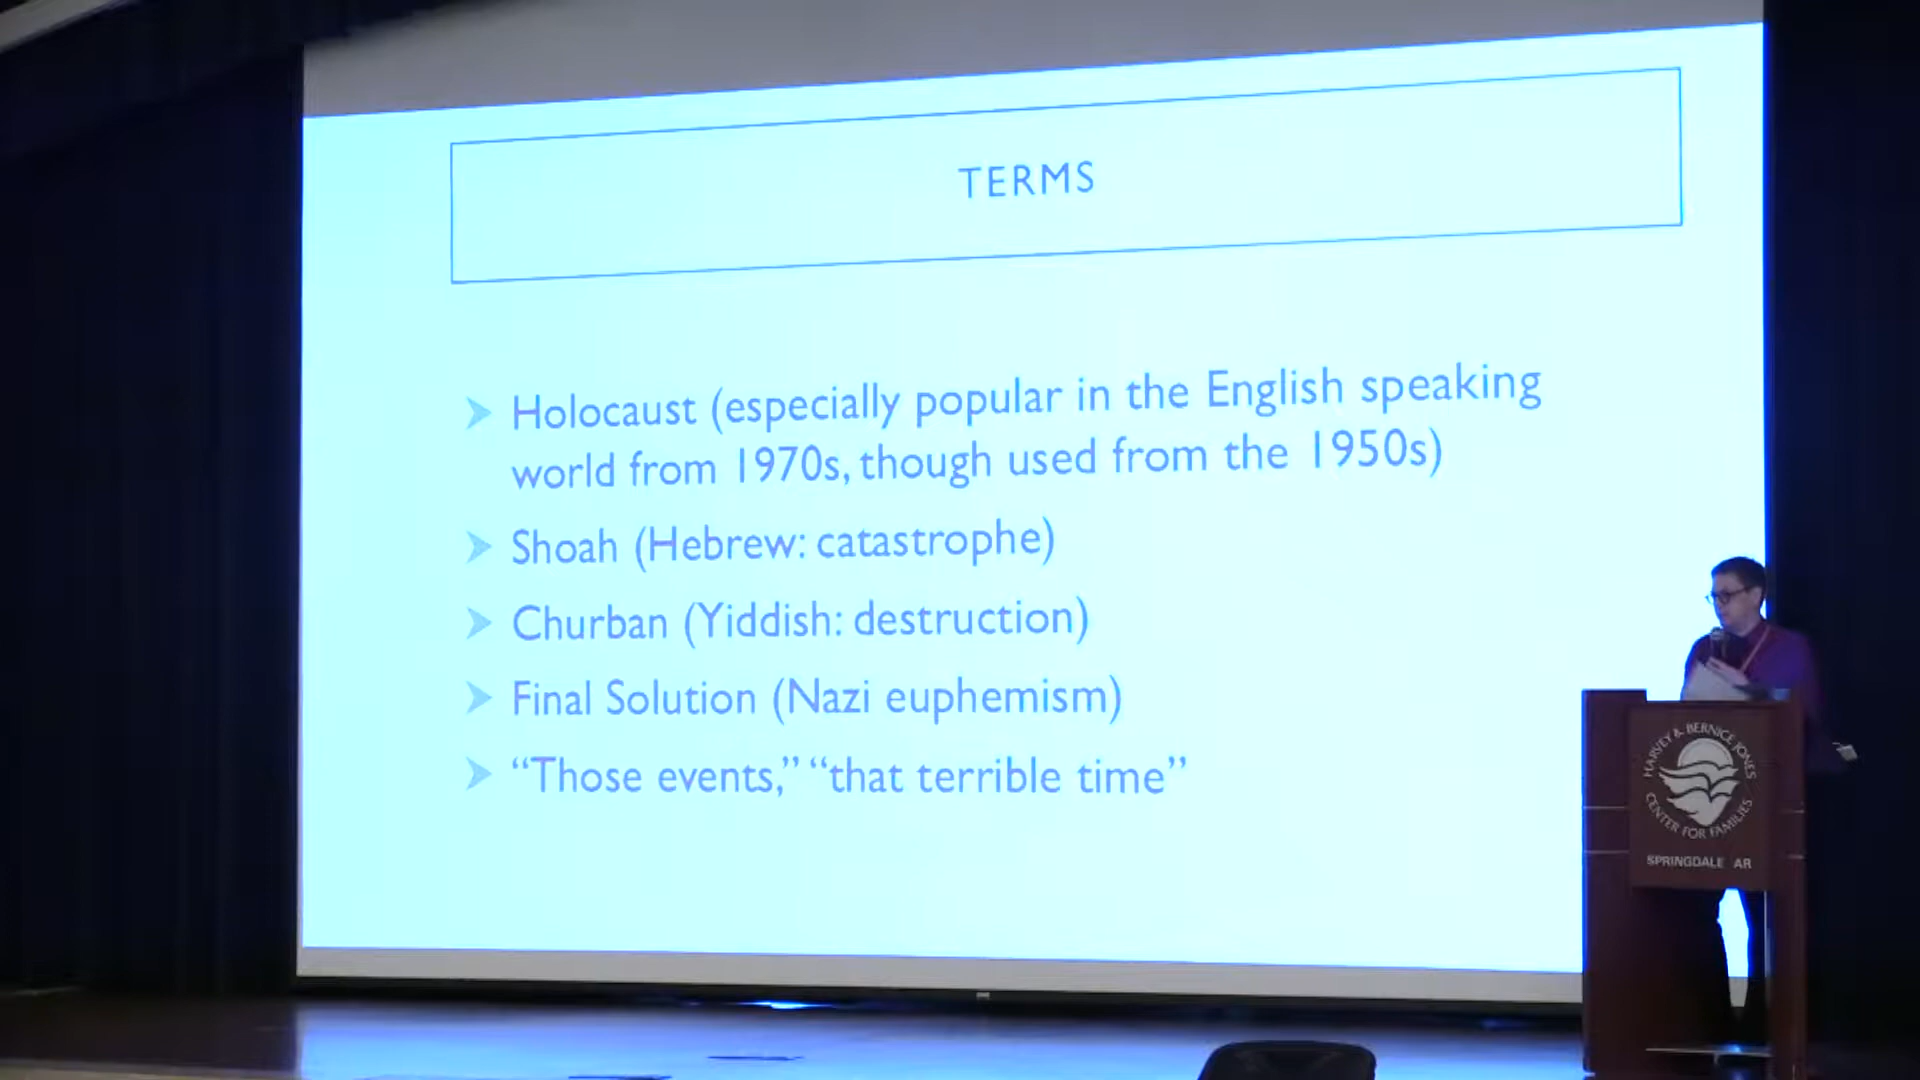 TERMS
Holocaust (especially popular in the English speaking
world from 1970s, though used from the 1950s)
Shoah (Hebrew: catastrophe)
Churban (Yiddish: destruction)
Final Solution (Nazi euphemism)
“Those events,” “that terrible time”
HARVEY & BERNICE JONES
CENTER FOR FAMILIES
SPRINGDALE AR